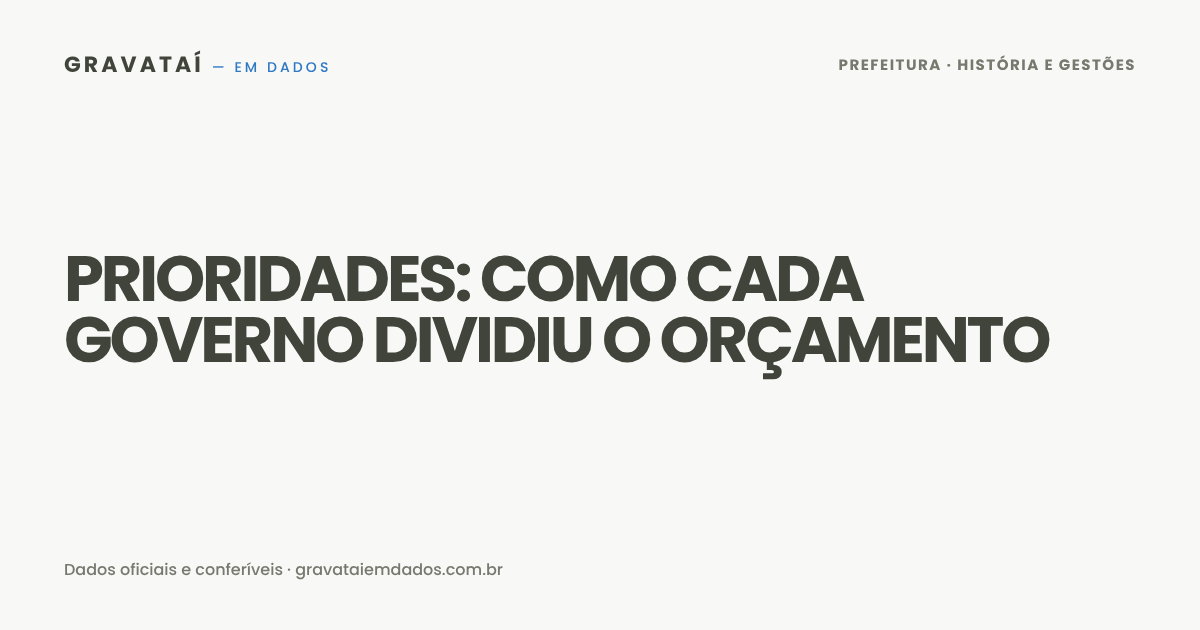 GRAVATAÍ — EM DADOS
PREFEITURA · HISTÓRIA E GESTÕES
PRIORIDADES: COMO CADA
GOVERNO DIVIDIU O ORÇAMENTO
Dados oficiais e conferíveis · gravataiemdados.com.br